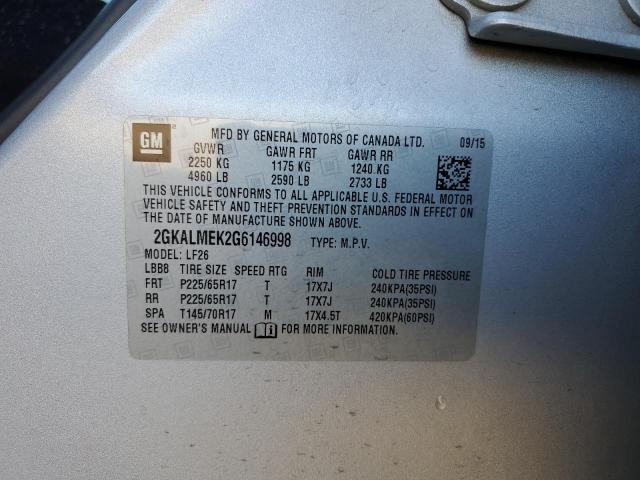 GM
MFD BY GENERAL MOTORS OF CANADA LTD. 09/15
GVWR GAWR FRT GAWR RR
2250 KG 1175 KG 1240 KG
4960 LB 2590 LB 2733 LB
THIS VEHICLE CONFORMS TO ALL APPLICABLE U.S. FEDERAL MOTOR
VEHICLE SAFETY AND THEFT PREVENTION STANDARDS IN EFFECT ON
THE DATE OF MANUFACTURE SHOWN ABOVE.
2GKALMEK2G6146998 TYPE: M.P.V.
MODEL: LF26
LBB8 TIRE SIZE SPEED RTG RIM COLD TIRE PRESSURE
FRT P225/65R17 T 17X7J 240KPA(35PSI)
RR P225/65R17 T 17X7J 240KPA(35PSI)
SPA T145/70R17 M 17X4.5T 420KPA(60PSI)
SEE OWNER'S MANUAL FOR MORE INFORMATION.